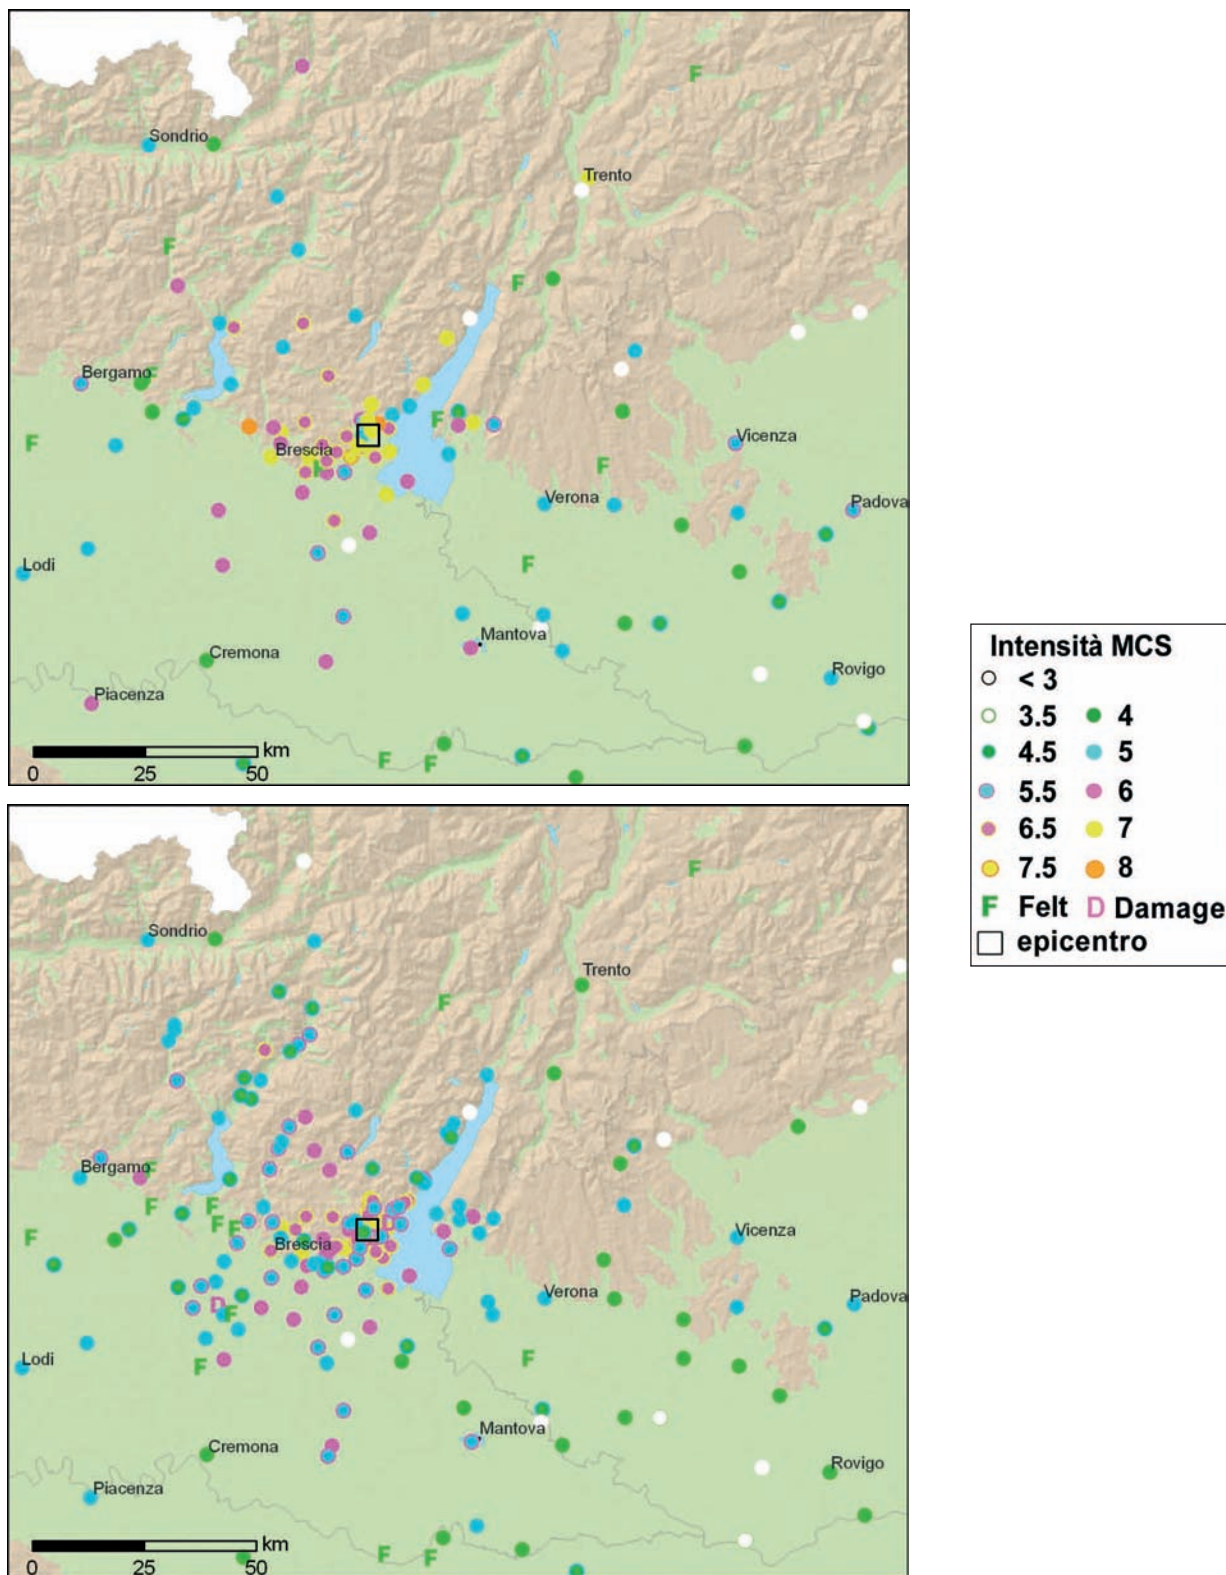 F
Sondrio
Trento
F
F
Bergamo
F
F
F
Brescia
F
Vicenza
F
Verona
Padova
Lodi
F
Mantova
Cremona
Rovigo
Piacenza
km
0 25 50
F
F
Intensità MCS
< 3
3.5 4
4.5 5
5.5 6
6.5 7
7.5 8
F Felt D Damage
epicentro
F
Sondrio
Trento
F
Bergamo
F
F
F
F
F
F
D
Brescia
Vicenza
Verona
Padova
D
F
Lodi
F
F
Mantova
Cremona
Rovigo
Piacenza
km
0 25 50
F
F